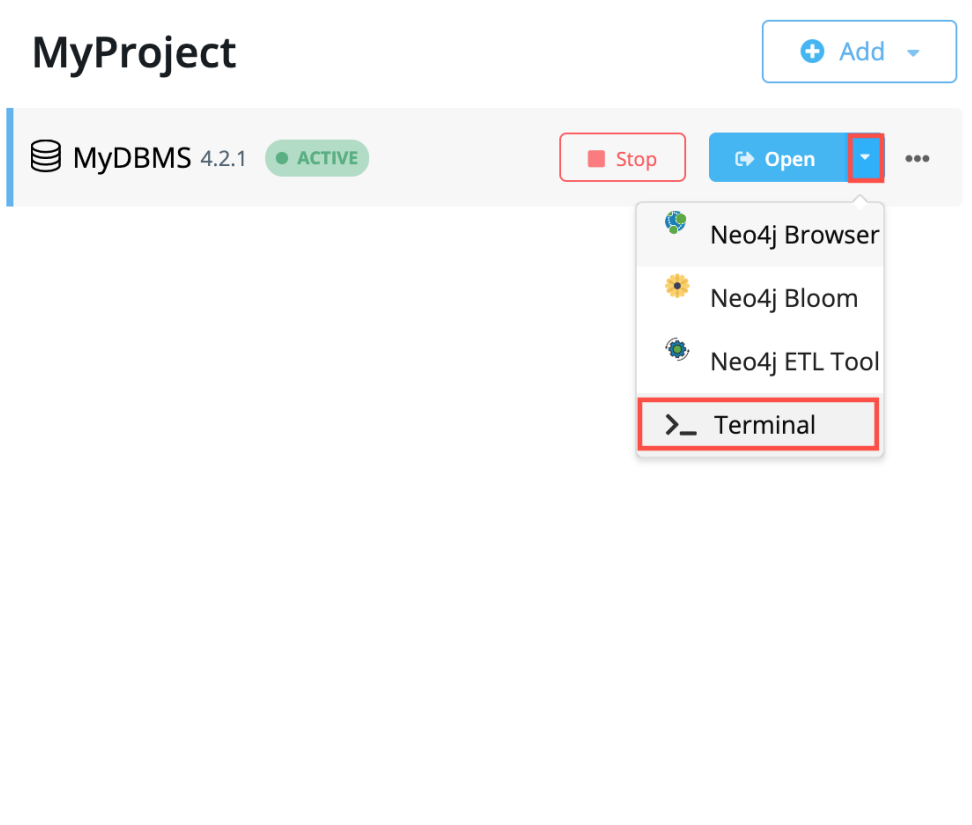 MyProject
Add
MyDBMS 4.2.1 ACTIVE Stop Open
Neo4j Browser
Neo4j Bloom
Neo4j ETL Tool
Terminal